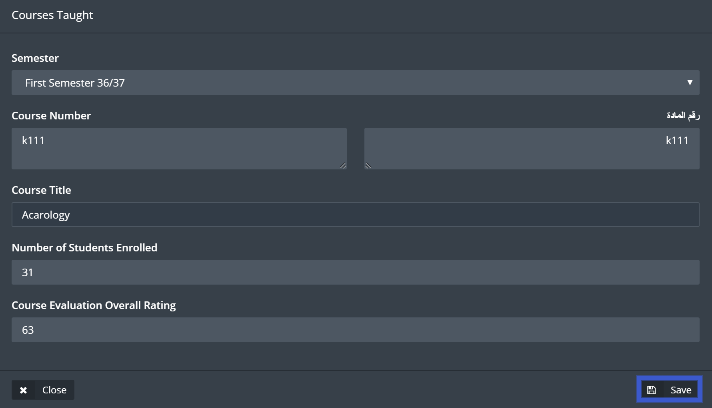 Courses Taught
Semester
First Semester 36/37
Course Number
رقم المادة
k111
k111
Course Title
Acarology
Number of Students Enrolled
31
Course Evaluation Overall Rating
63
Close
Save